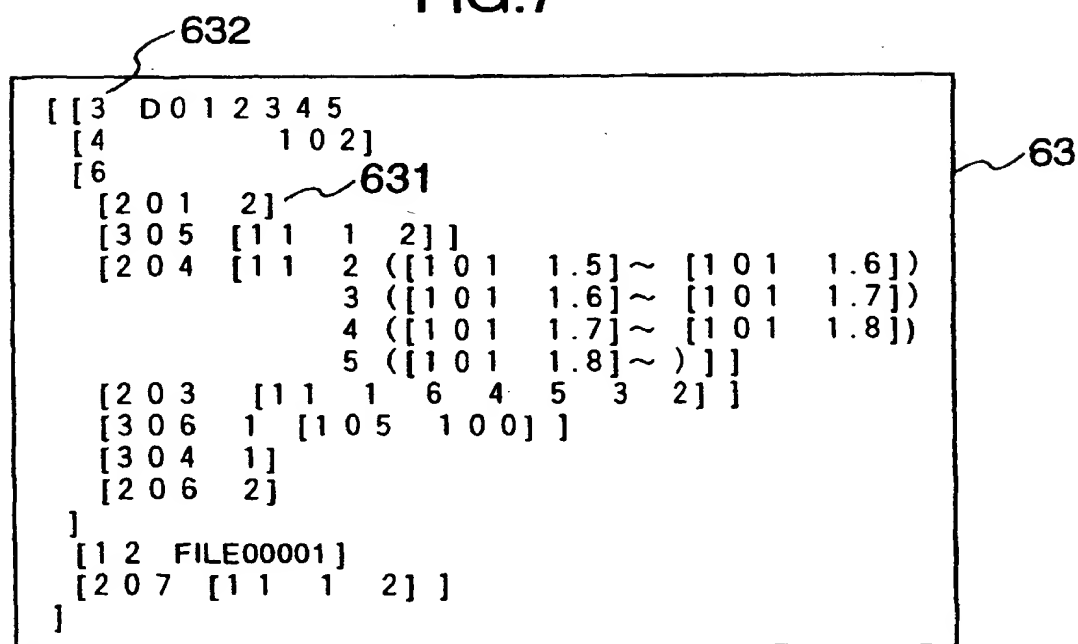 FIG.7
632
[ [3 D012345
[4 102]
[6
631
[201 2]
[305 [11 1 2] ]
[204 [11 2 ([101 1.5]~ [101 1.6])
3 ([101 1.6]~ [101 1.7])
4 ([101 1.7]~ [101 1.8])
5 ([101 1.8]~ )] ]
[203 [11 1 6 4 5 3 2] ]
[306 1 [105 100] ]
[304 1]
[206 2]
]
[12 FILE00001]
[207 [11 1 2] ]
]
63